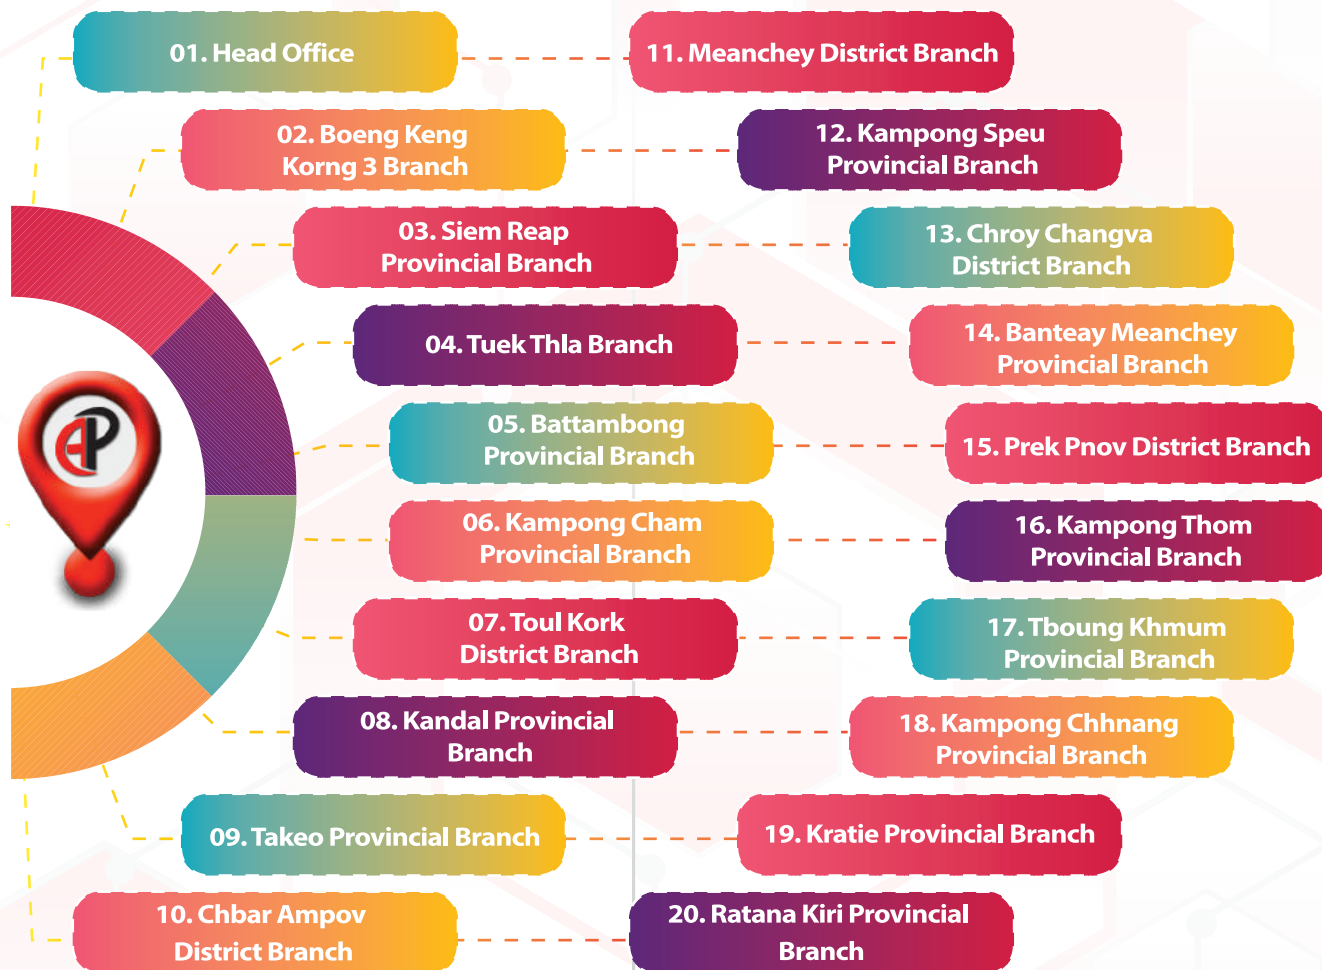 01. Head Office
02. Boeng Keng
Korng 3 Branch
03. Siem Reap
Provincial Branch
04. Tuek Thla Branch
05. Battambong
Provincial Branch
06. Kampong Cham
Provincial Branch
07. Toul Kork
District Branch
08. Kandal Provincial
Branch
09. Takeo Provincial Branch
10. Chbar Ampov
District Branch
11. Meanchey District Branch
12. Kampong Speu
Provincial Branch
13. Chroy Changva
District Branch
14. Banteay Meanchey
Provincial Branch
15. Prek Pnov District Branch
16. Kampong Thom
Provincial Branch
17. Tboung Khmum
Provincial Branch
18. Kampong Chhnang
Provincial Branch
19. Kratie Provincial Branch
20. Ratana Kiri Provincial
Branch
AP